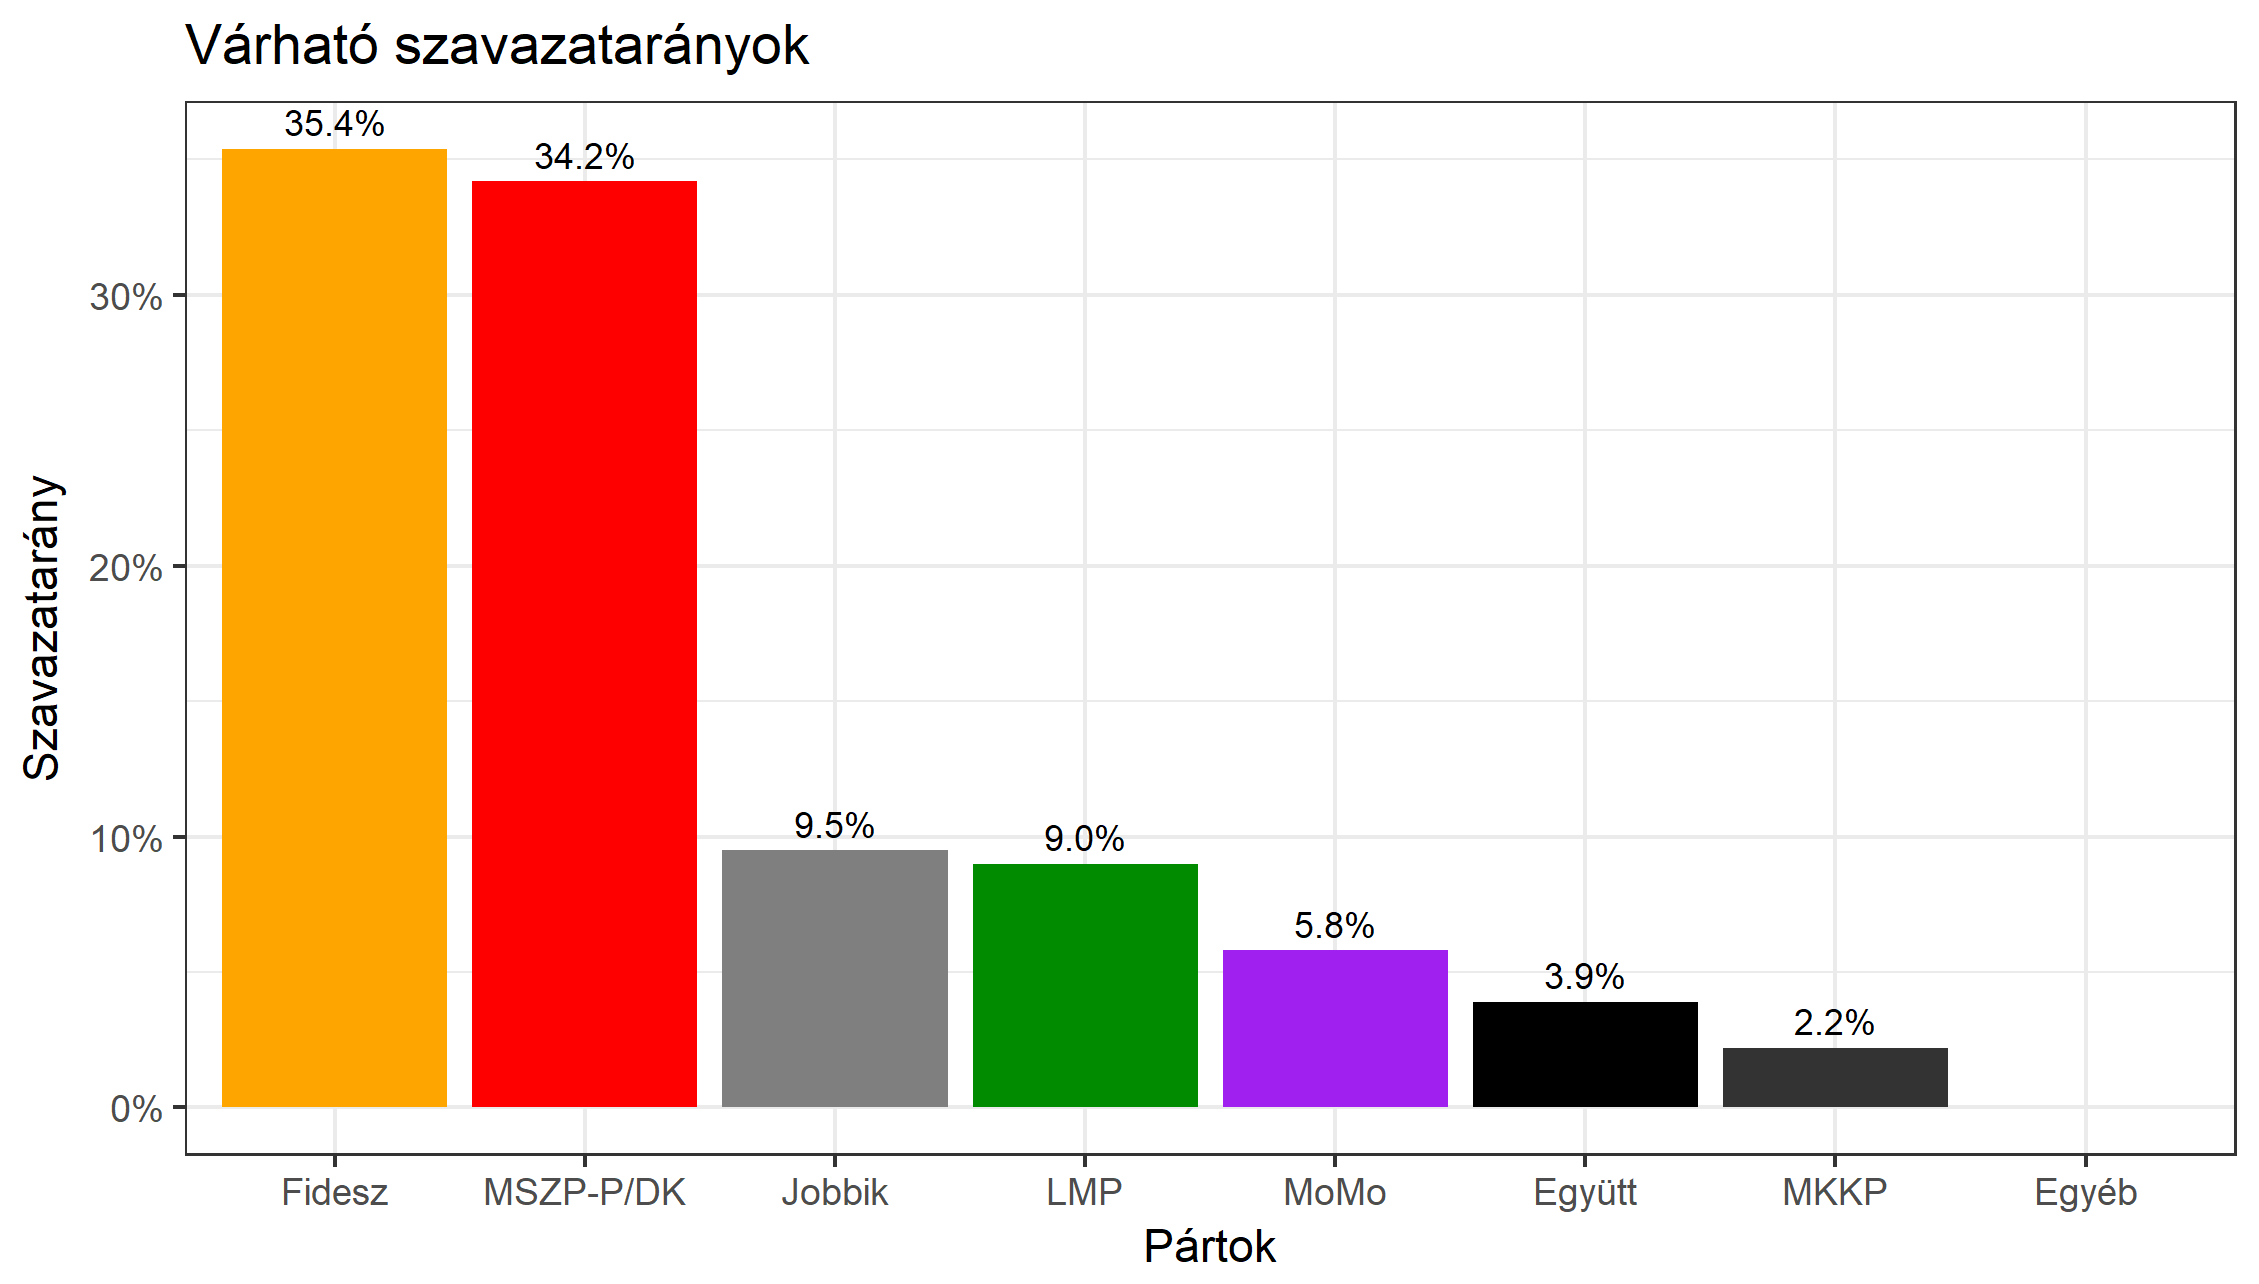 Várható szavazatarányok
35.4%
34.2%
9.5%
9.0%
5.8%
3.9%
2.2%
30%
20%
10%
0%
Szavazatarány
Fidesz
MSZP-P/DK
Jobbik
LMP
MoMo
Együtt
MKKP
Egyéb
Pártok